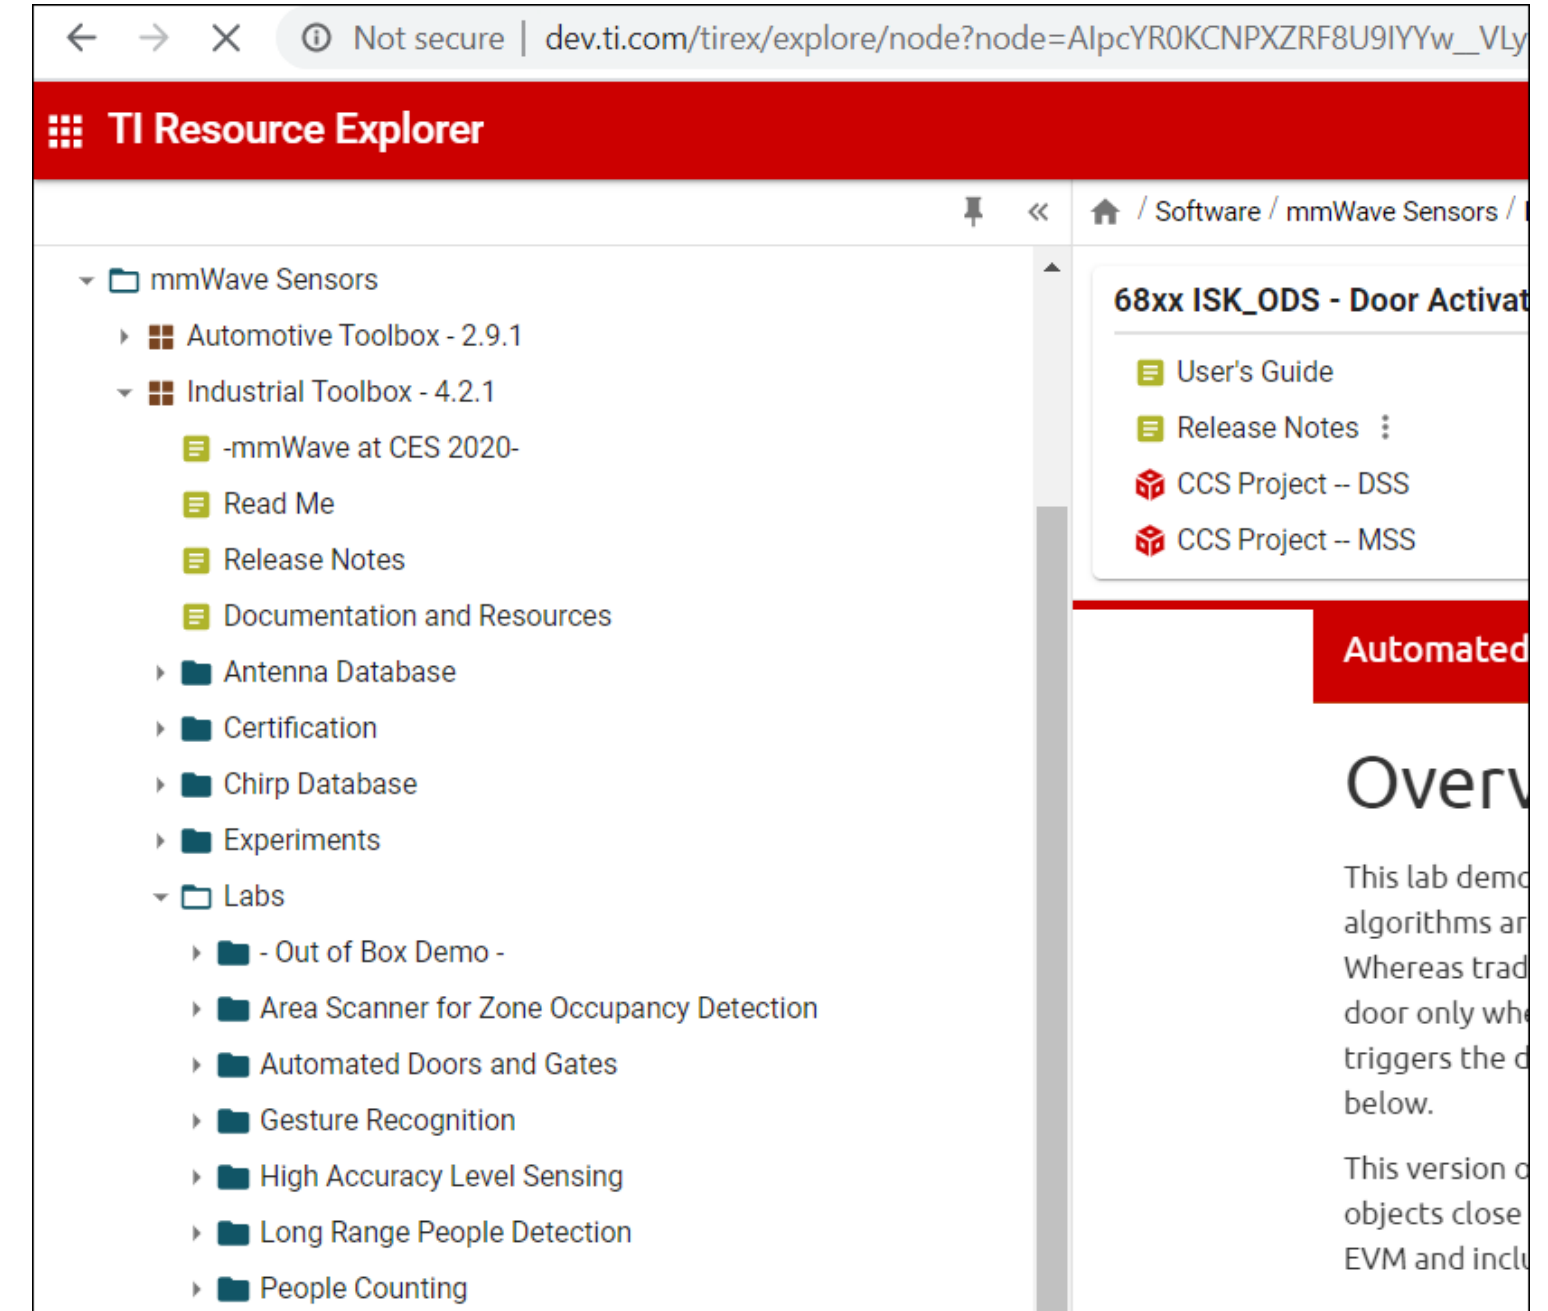 Not secure | dev.ti.com/tirex/explore/node?node=AIpcYR0KCNPXZRF8U9IYYw__VLy
TI Resource Explorer
/ Software / mmWave Sensors /
mmWave Sensors
Automotive Toolbox - 2.9.1
Industrial Toolbox - 4.2.1
-mmWave at CES 2020-
Read Me
Release Notes
Documentation and Resources
Antenna Database
Certification
Chirp Database
Experiments
Labs
- Out of Box Demo -
Area Scanner for Zone Occupancy Detection
Automated Doors and Gates
Gesture Recognition
High Accuracy Level Sensing
Long Range People Detection
People Counting
68xx ISK_ODS - Door Activat
User's Guide
Release Notes
CCS Project -- DSS
CCS Project -- MSS
Automated
Overv
This lab demo
algorithms ar
Whereas trad
door only whe
triggers the d
below.
This version o
objects close
EVM and inclu